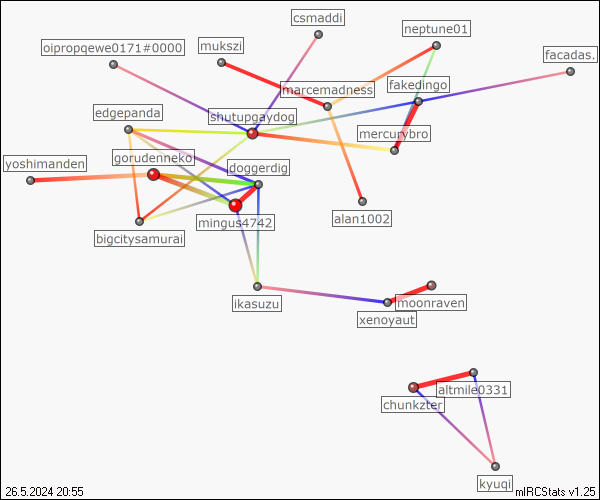 csmaddi
neptune01
oipropqewe0171#0000
mukszi
facadas.
fakedingo
marcemadness
edgepanda
shutupgaydog
mercurybro
gorudenneko
yoshimanden
doggerdig
alan1002
mingus4742
bigcitysamurai
ikasuzu
moonraven
xenoyaut
altmile0331
chunkzter
kyuqi
26.5.2024 20:55
mIRCStats v1.25